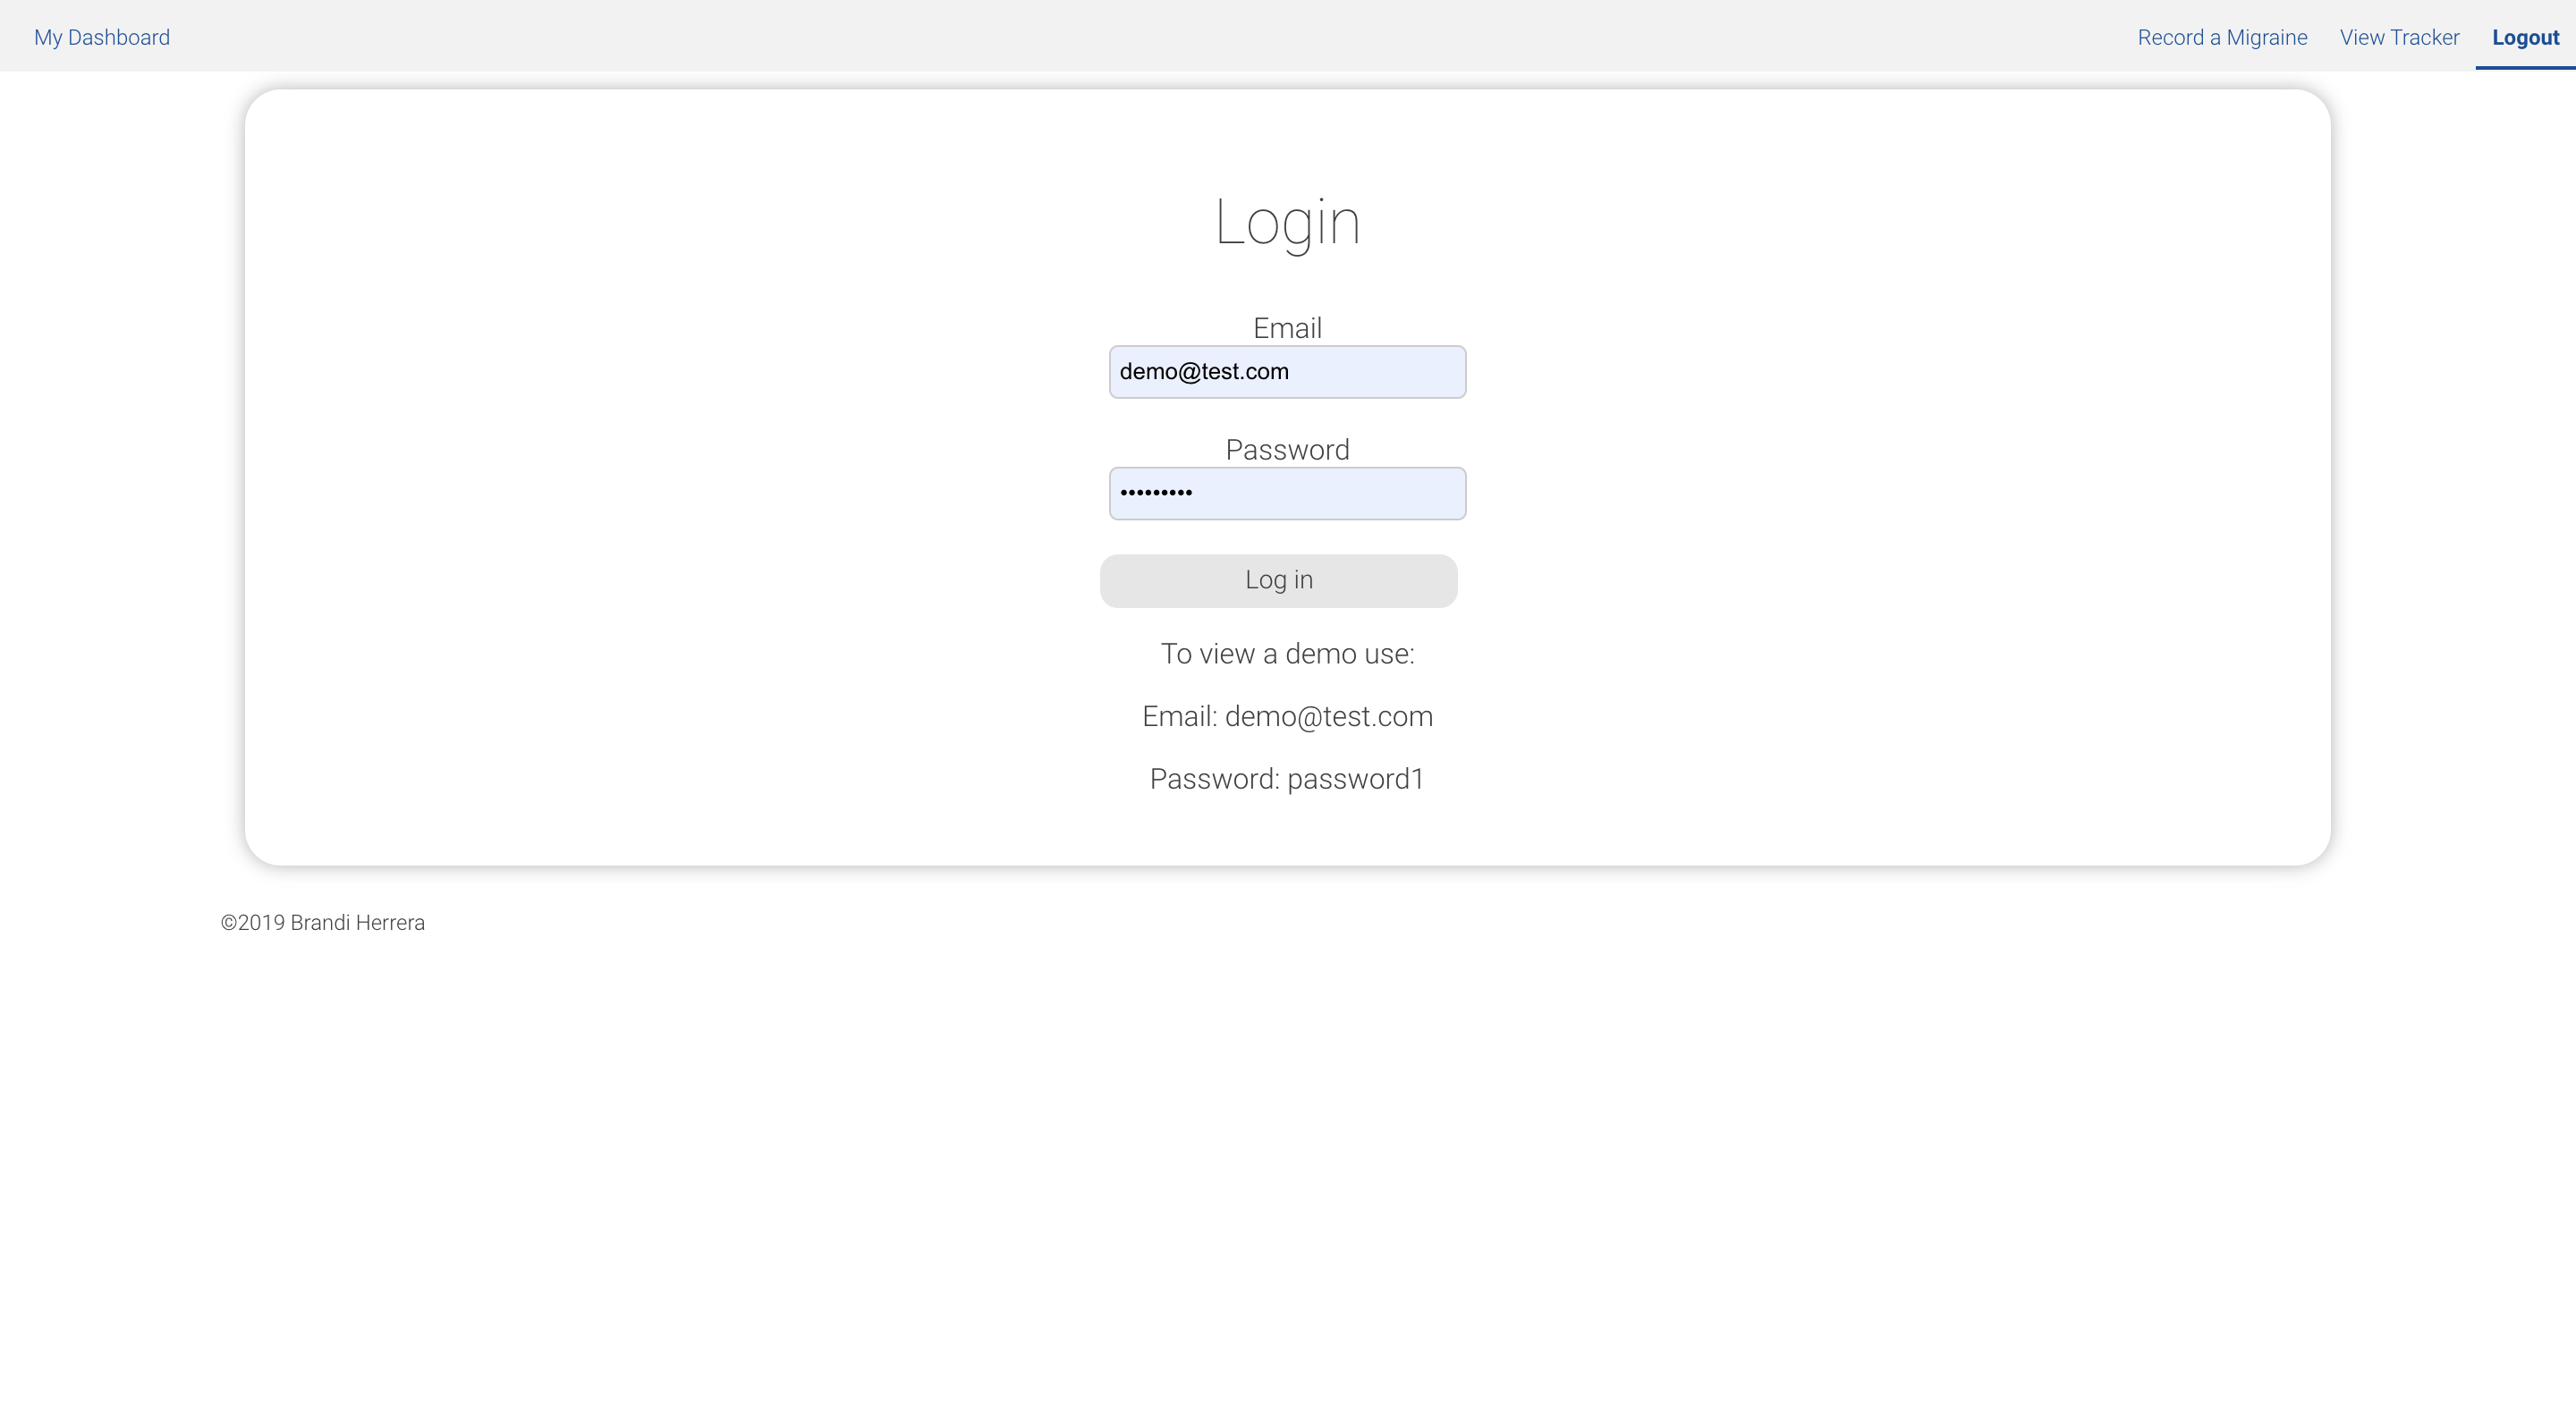 My Dashboard
Record a Migraine
View Tracker
Logout
Login
Email
demo@test.com
Password
•••••••••
Log in
To view a demo use:
Email: demo@test.com
Password: password1
©2019 Brandi Herrera